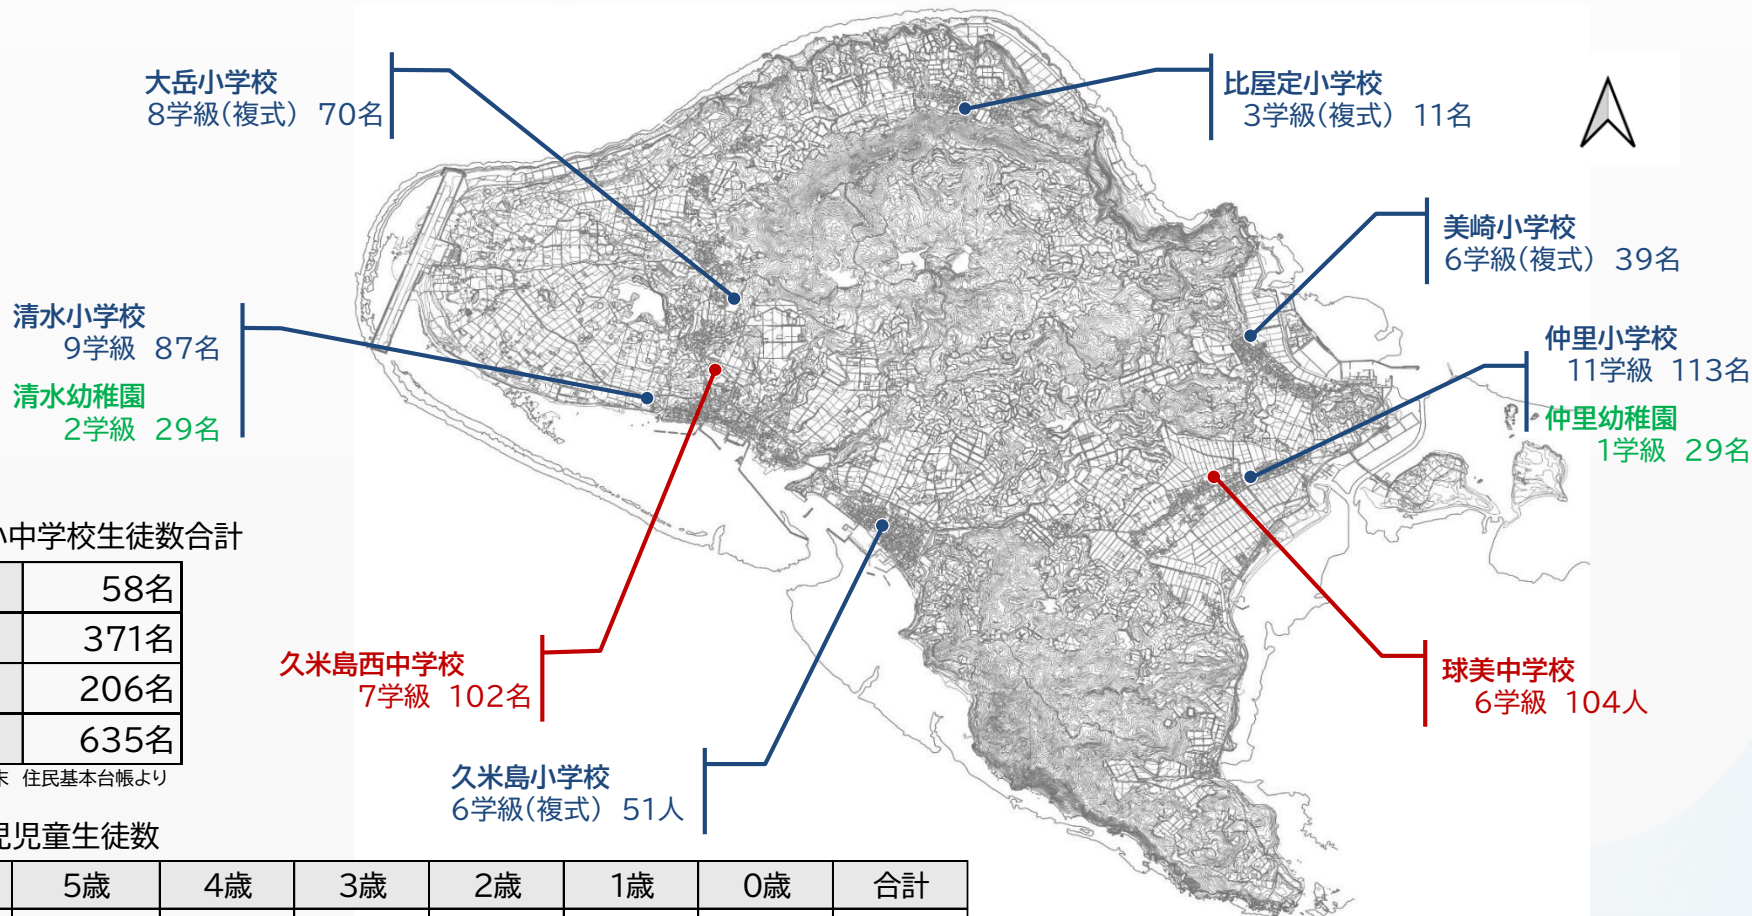 大岳小学校
8学級(複式) 70名
比屋定小学校
3学級(複式) 11名
美崎小学校
6学級(複式) 39名
清水小学校
9学級 87名
清水幼稚園
2学級 29名
仲里小学校
11学級 113名
仲里幼稚園
1学級 29名
小中学校生徒数合計
58名
371名
206名
635名
末 住民基本台帳より
久米島西中学校
7学級 102名
球美中学校
6学級 104人
久米島小学校
6学級(複式) 51人
児児童生徒数
5歳 4歳 3歳 2歳 1歳 0歳 合計